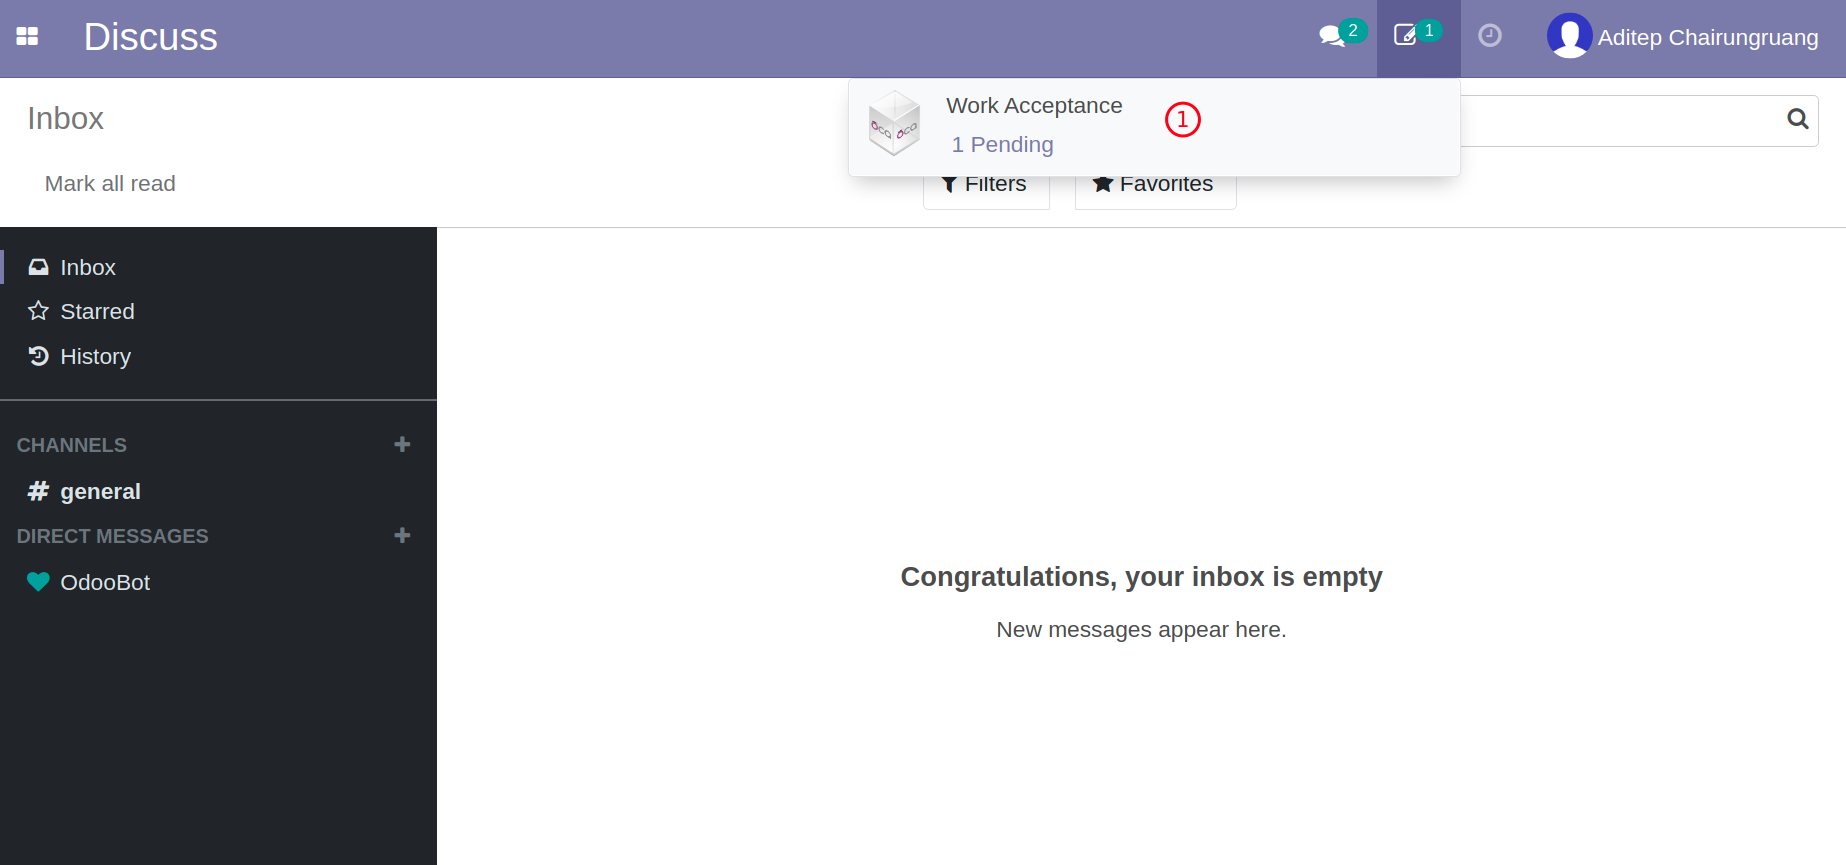 Discuss
2
1
Aditep Chairungruang
Inbox
Work Acceptance
1
1 Pending
Mark all read
Filters
Favorites
Inbox
Starred
History
CHANNELS
# general
DIRECT MESSAGES
OdooBot
Congratulations, your inbox is empty
New messages appear here.